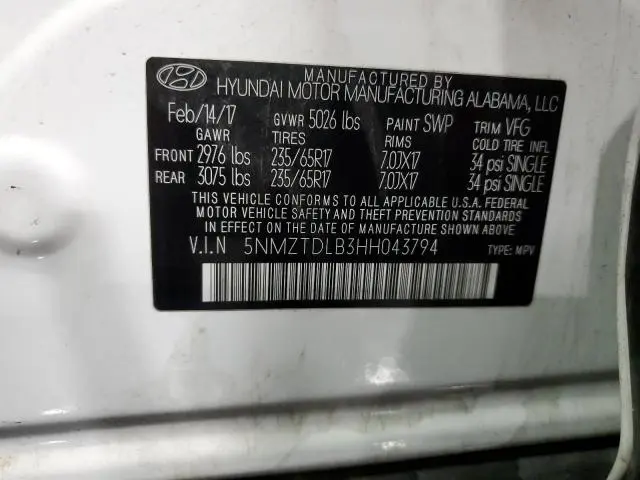 MANUFACTURED BY
HYUNDAI MOTOR MANUFACTURING ALABAMA, LLC
Feb/14/17 GVWR 5026 lbs PAINT SWP TRIM VFG
GAWR TIRES RIMS COLD TIRE INFL
FRONT 2976 lbs 235/65R17 7.0JX17 34 psi SINGLE
REAR 3075 lbs 235/65R17 7.0JX17 34 psi SINGLE
THIS VEHICLE CONFORMS TO ALL APPLICABLE U.S.A. FEDERAL
MOTOR VEHICLE SAFETY AND THEFT PREVENTION STANDARDS
IN EFFECT ON THE DATE OF MANUFACTURE SHOWN ABOVE.
V.I.N 5NMZTDLB3HH043794 TYPE: MPV